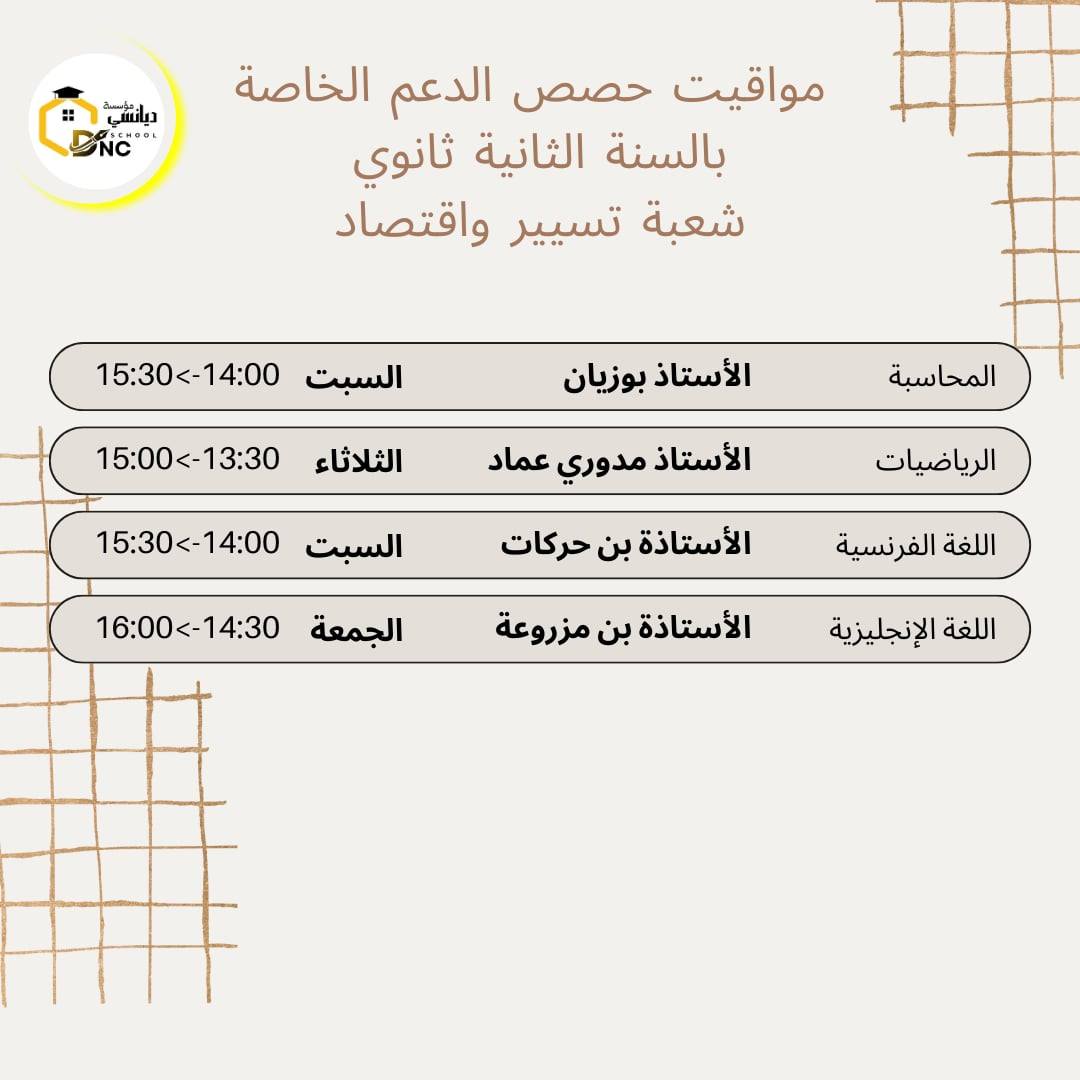 مؤسسة
ديانسي
SCHOOL
DNC
مواقيت حصص الدعم الخاصة
بالسنة الثانية ثانوي
شعبة تسيير واقتصاد
المحاسبة الأستاذ بوزيان السبت 14:00->15:30
الرياضيات الأستاذ مدوري عماد الثلاثاء 13:30->15:00
اللغة الفرنسية الأستاذة بن حركات السبت 14:00->15:30
اللغة الإنجليزية الأستاذة بن مزروعة الجمعة 14:30->16:00